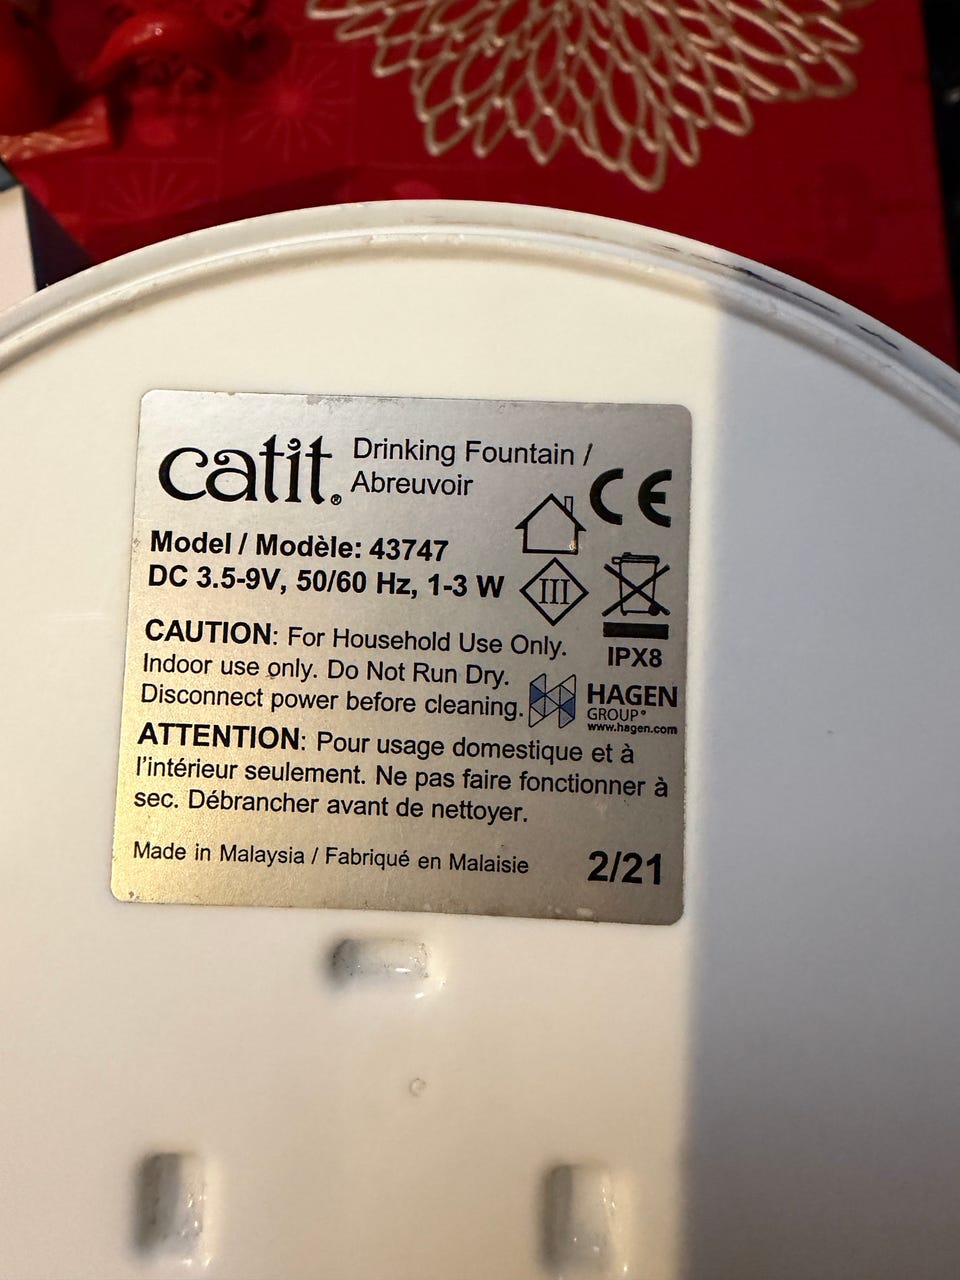 catit® Drinking Fountain /
Abreuvoir
CE
Model / Modèle: 43747
DC 3.5-9V, 50/60 Hz, 1-3 W
III
CAUTION: For Household Use Only.
Indoor use only. Do Not Run Dry.
Disconnect power before cleaning.
IPX8
HAGEN
GROUP®
www.hagen.com
ATTENTION: Pour usage domestique et à
l'intérieur seulement. Ne pas faire fonctionner à
sec. Débrancher avant de nettoyer.
Made in Malaysia / Fabriqué en Malaisie
2/21